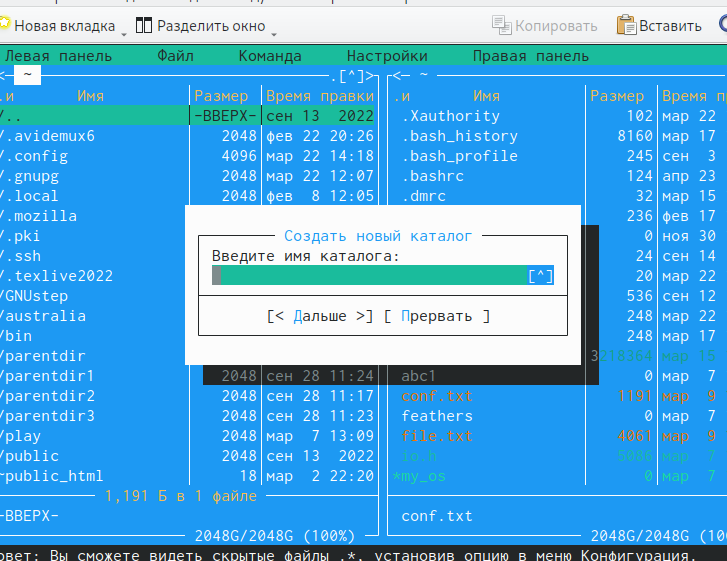 Новая вкладка Разделить окно Копировать Вставить
Левая панель Файл Команда Настройки Правая панель
<─ ~ .[^]> <─ ~
.и Имя Размер Время правки .и Имя Размер Время п
/.. -ВВЕРХ- сен 13 2022 .Xauthority 102 мар 22
/.avidemux6 2048 фев 22 20:26 .bash_history 8160 мар 17
/.config 4096 мар 22 14:18 .bash_profile 245 сен 3
/.gnupg 2048 мар 22 12:07 .bashrc 124 апр 23
/.local 2048 фев 8 12:05 .dmrc 32 мар 15
/.mozilla 236 фев 17
/.pki 0 ноя 30
/.ssh 24 сен 14
/.texlive2022 20 мар 22
/GNUstep 536 сен 12
/australia 248 мар 22
/bin 248 мар 17
Создать новый каталог
Введите имя каталога:
[^]
[< Дальше >] [ Прервать ]
/parentdir 3218364 мар 15
/parentdir1 2048 сен 28 11:24 abc1 0 мар 7
/parentdir2 2048 сен 28 11:17 conf.txt 1191 мар 9
/parentdir3 2048 сен 28 11:23 feathers 0 мар 7
/play 2048 мар 7 13:09 file.txt 4061 мар 9
/public 2048 сен 13 2022 io.h 5086 мар 7
~public_html 18 мар 2 22:20 *my_os 0 мар 7
1,191 Б в 1 файле
-ВВЕРХ- conf.txt
2048G/2048G (100%) 2048G/2048G (10
овет: Вы сможете видеть скрытые файлы .*, установив опцию в меню Конфигурация.